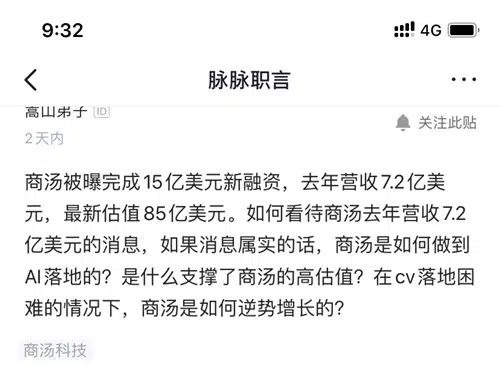 9:32
4G
脉脉职言
嵩山弟子 ID
2天内
关注此贴
商汤被曝完成15亿美元新融资，去年营收7.2亿美
元，最新估值85亿美元。如何看待商汤去年营收7.2
亿美元的消息，如果消息属实的话，商汤是如何做到
AI落地的？是什么支撑了商汤的高估值？在cv落地困
难的情况下，商汤是如何逆势增长的？
商汤科技